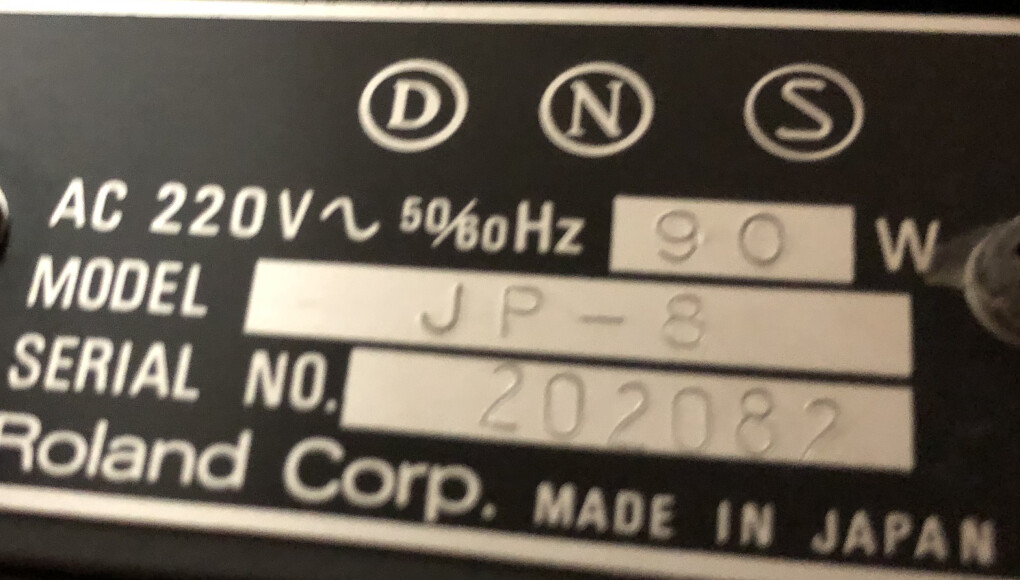 D N S
AC 220V~ 50/60Hz 90 W
MODEL JP-8
SERIAL NO. 202082
Roland Corp. MADE IN JAPAN